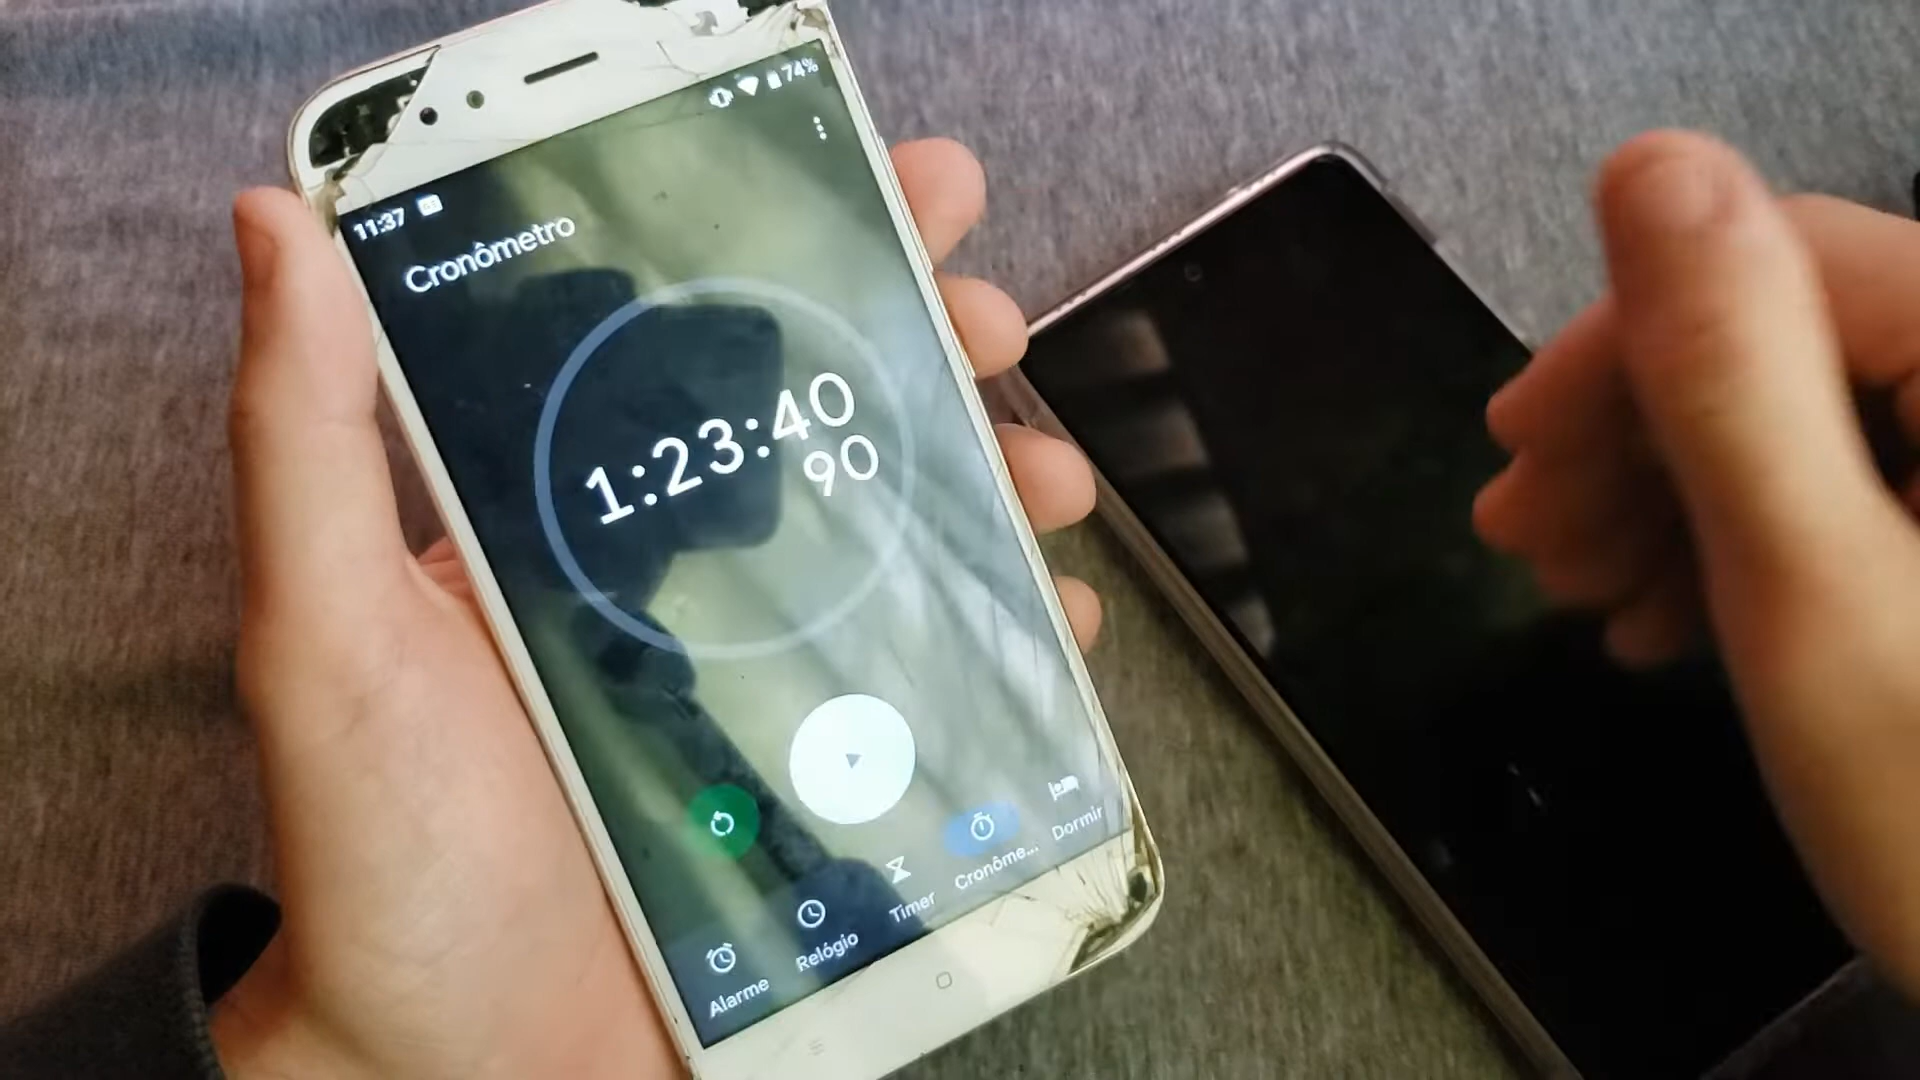 11:37
74%
Cronômetro
1:23:40
90
Alarme
Relógio
Timer
Cronôme...
Dormir